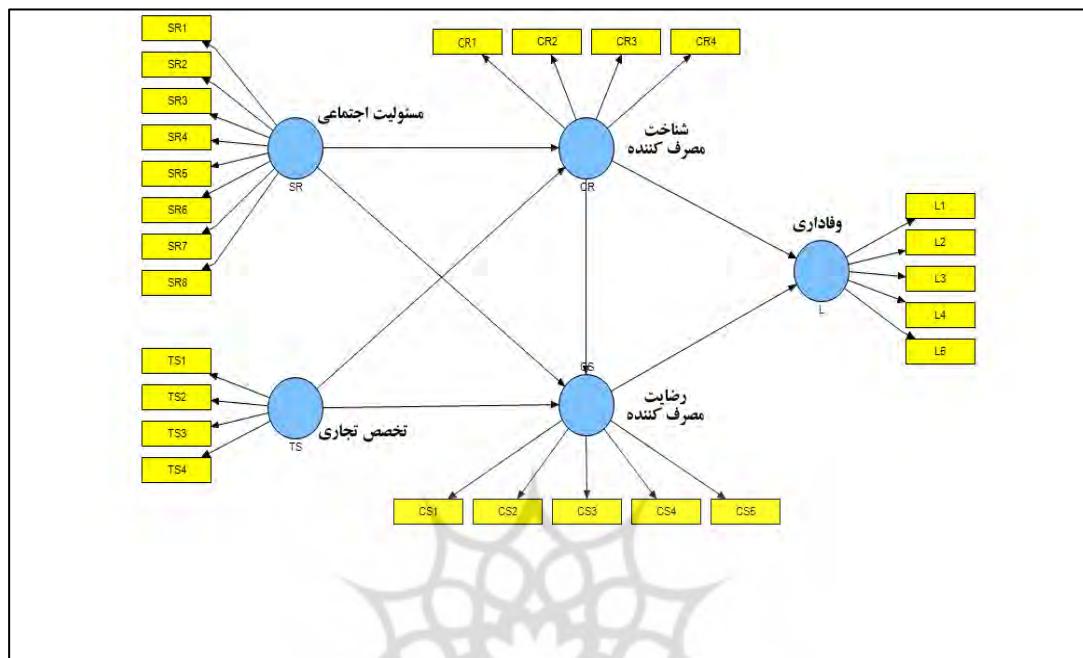 SR1
SR2
SR3
SR4
SR5
SR6
SR7
SR8
مسئولیت اجتماعی
SR
CR1
CR2
CR3
CR4
شناخت
مصرف کننده
CR
وفاداری
L
L1
L2
L3
L4
L5
TS1
TS2
TS3
TS4
تخصص تجاری
TS
CS
رضایت
مصرف کننده
CS1
CS2
CS3
CS4
CS5